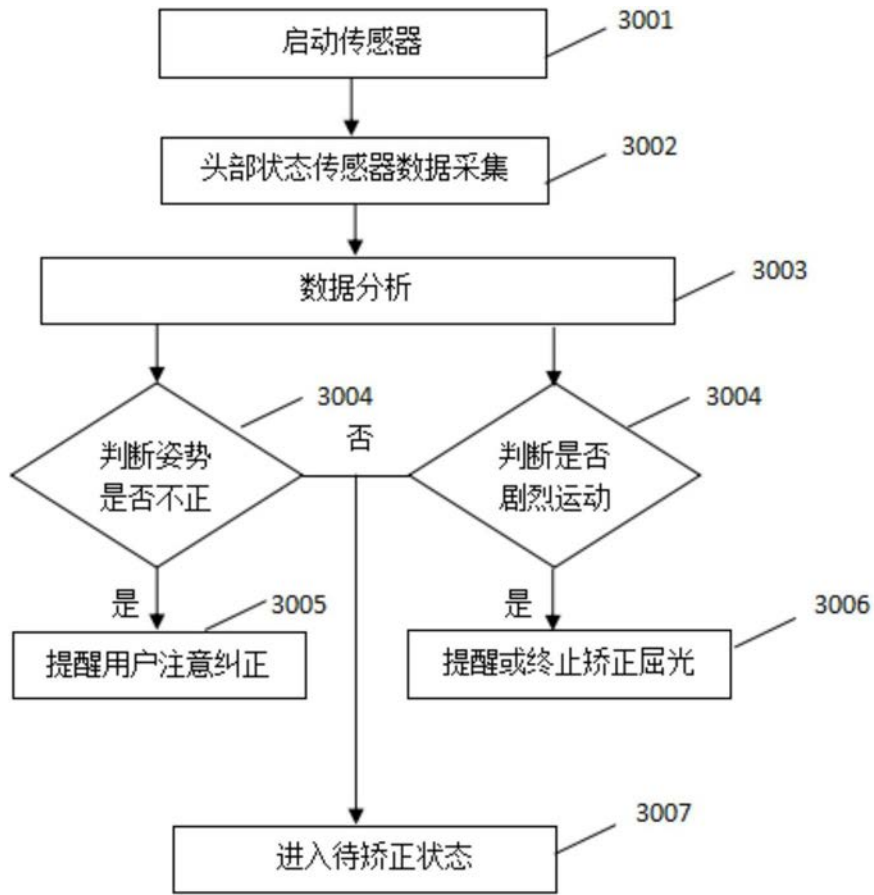 启动传感器
3001
头部状态传感器数据采集
3002
数据分析
3003
判断姿势
是否不正
3004
否
判断是否
剧烈运动
3004
是
提醒用户注意纠正
3005
是
提醒或终止矫正屈光
3006
进入待矫正状态
3007